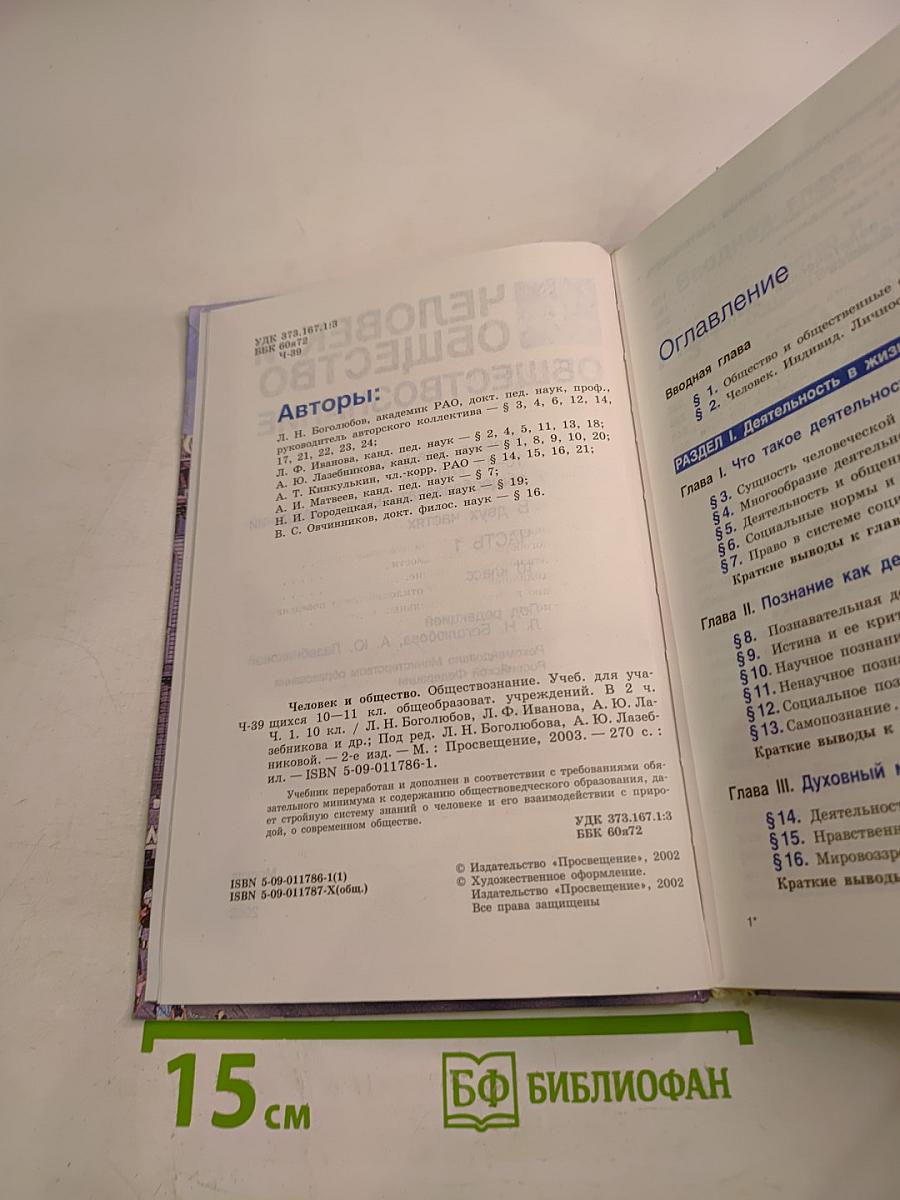 УДК 373.167.1:3
ББК 60я72
Ч-39
Авторы:
Л. Н. Боголюбов, академик РАО, докт. пед. наук, проф.,
руководитель авторского коллектива — § 3, 4, 6, 12, 14,
17, 21, 22, 23, 24;
Л. Ф. Иванова, канд. пед. наук — § 2, 4, 5, 11, 13, 18;
А. Ю. Лазебникова, канд. пед. наук — § 1, 8, 9, 10, 20;
А. Т. Кинкулькин, чл.-корр. РАО — § 14, 15, 16, 21;
А. И. Матвеев, канд. пед. наук — § 7;
Н. И. Городецкая, канд. пед. наук — § 19;
В. С. Овчинников, докт. филос. наук — § 16.
Человек и общество. Обществознание. Учеб. для уча-
Ч-39 щихся 10—11 кл. общеобразоват. учреждений. В 2 ч.
Ч. 1. 10 кл. / Л. Н. Боголюбов, Л. Ф. Иванова, А. Ю. Ла-
зебникова и др.; Под ред. Л. Н. Боголюбова, А. Ю. Лазеб-
никовой. — 2-е изд. — М. : Просвещение, 2003. — 270 с. :
ил. — ISBN 5-09-011786-1.
Учебник переработан и дополнен в соответствии с требованиями обя-
зательного минимума к содержанию обществоведческого образования, да-
ет стройную систему знаний о человеке и его взаимодействии с приро-
дой, о современном обществе.
УДК 373.167.1:3
ББК 60я72
ISBN 5-09-011786-1(1)
ISBN 5-09-011787-X(общ.)
© Издательство «Просвещение», 2002
© Художественное оформление.
Издательство «Просвещение», 2002
Все права защищены
Оглавление
Вводная глава
§ 1. Общество и общественные
§ 2. Человек. Индивид. Личнос
РАЗДЕЛ I. Деятельность в жиз
Глава I. Что такое деятельнос
§ 3. Сущность человеческой
§ 4. Многообразие деятельно
§ 5. Деятельность и общен
§ 6. Социальные нормы и
§ 7. Право в системе соци
Краткие выводы к глав
Глава II. Познание как де
§ 8. Познавательная д
§ 9. Истина и ее крит
§ 10. Научное познани
§ 11. Ненаучное позна
§ 12. Социальное поз
§ 13. Самопознание .
Краткие выводы к
Глава III. Духовный м
§ 14. Деятельност
§ 15. Нравственн
§ 16. Мировоззр
Краткие выводы
1*
15 см
БФ БИБЛИОФАН